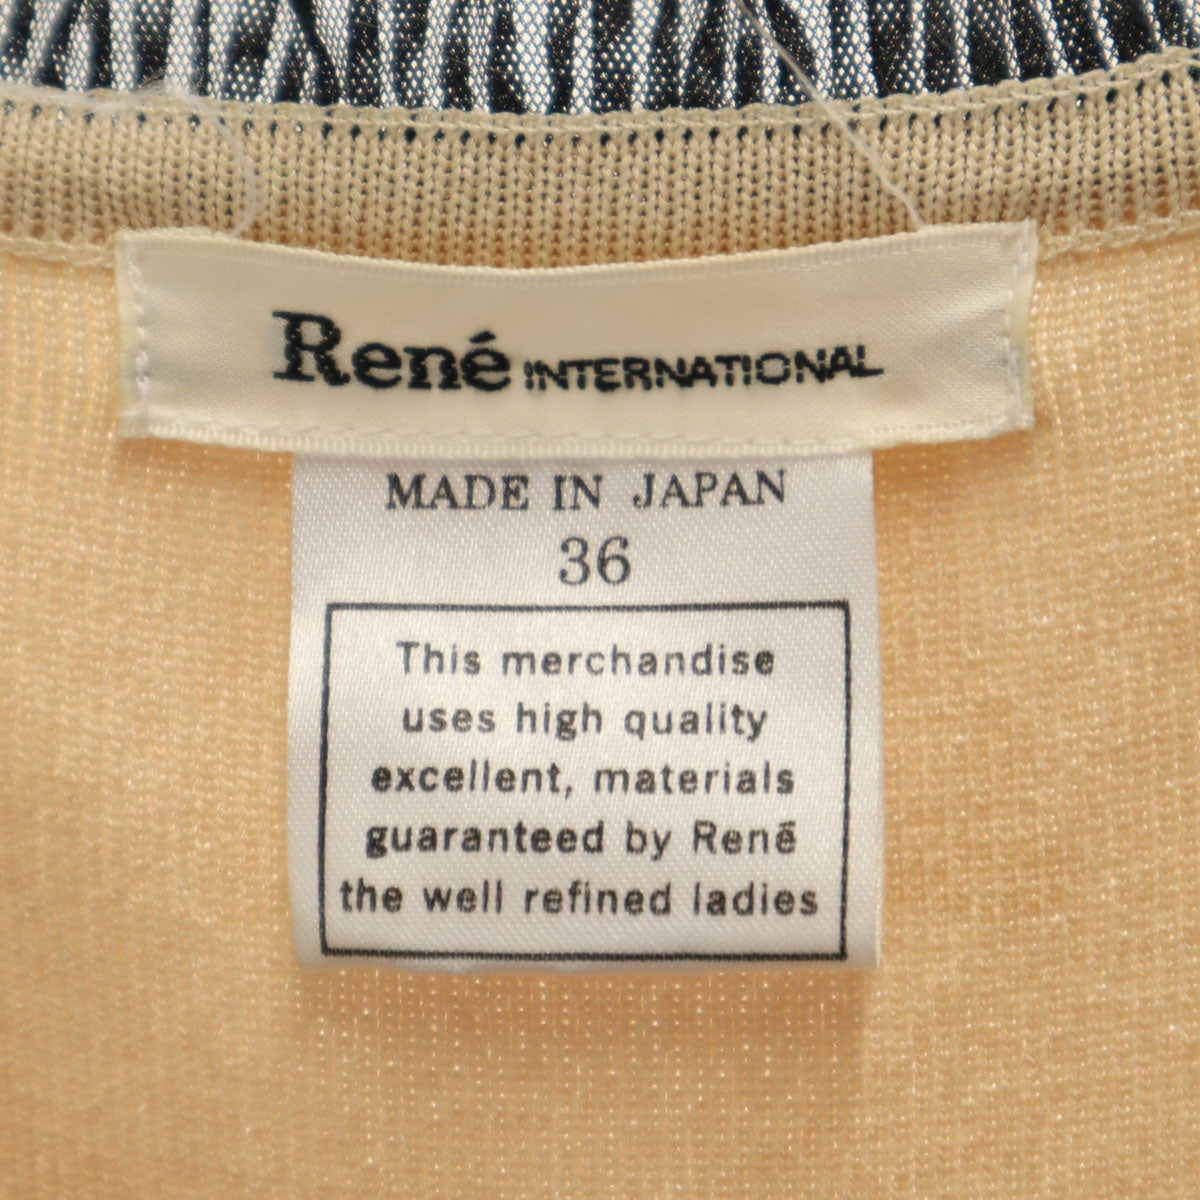 René INTERNATIONAL
MADE IN JAPAN
36
This merchandise
uses high quality
excellent, materials
guaranteed by René
the well refined ladies